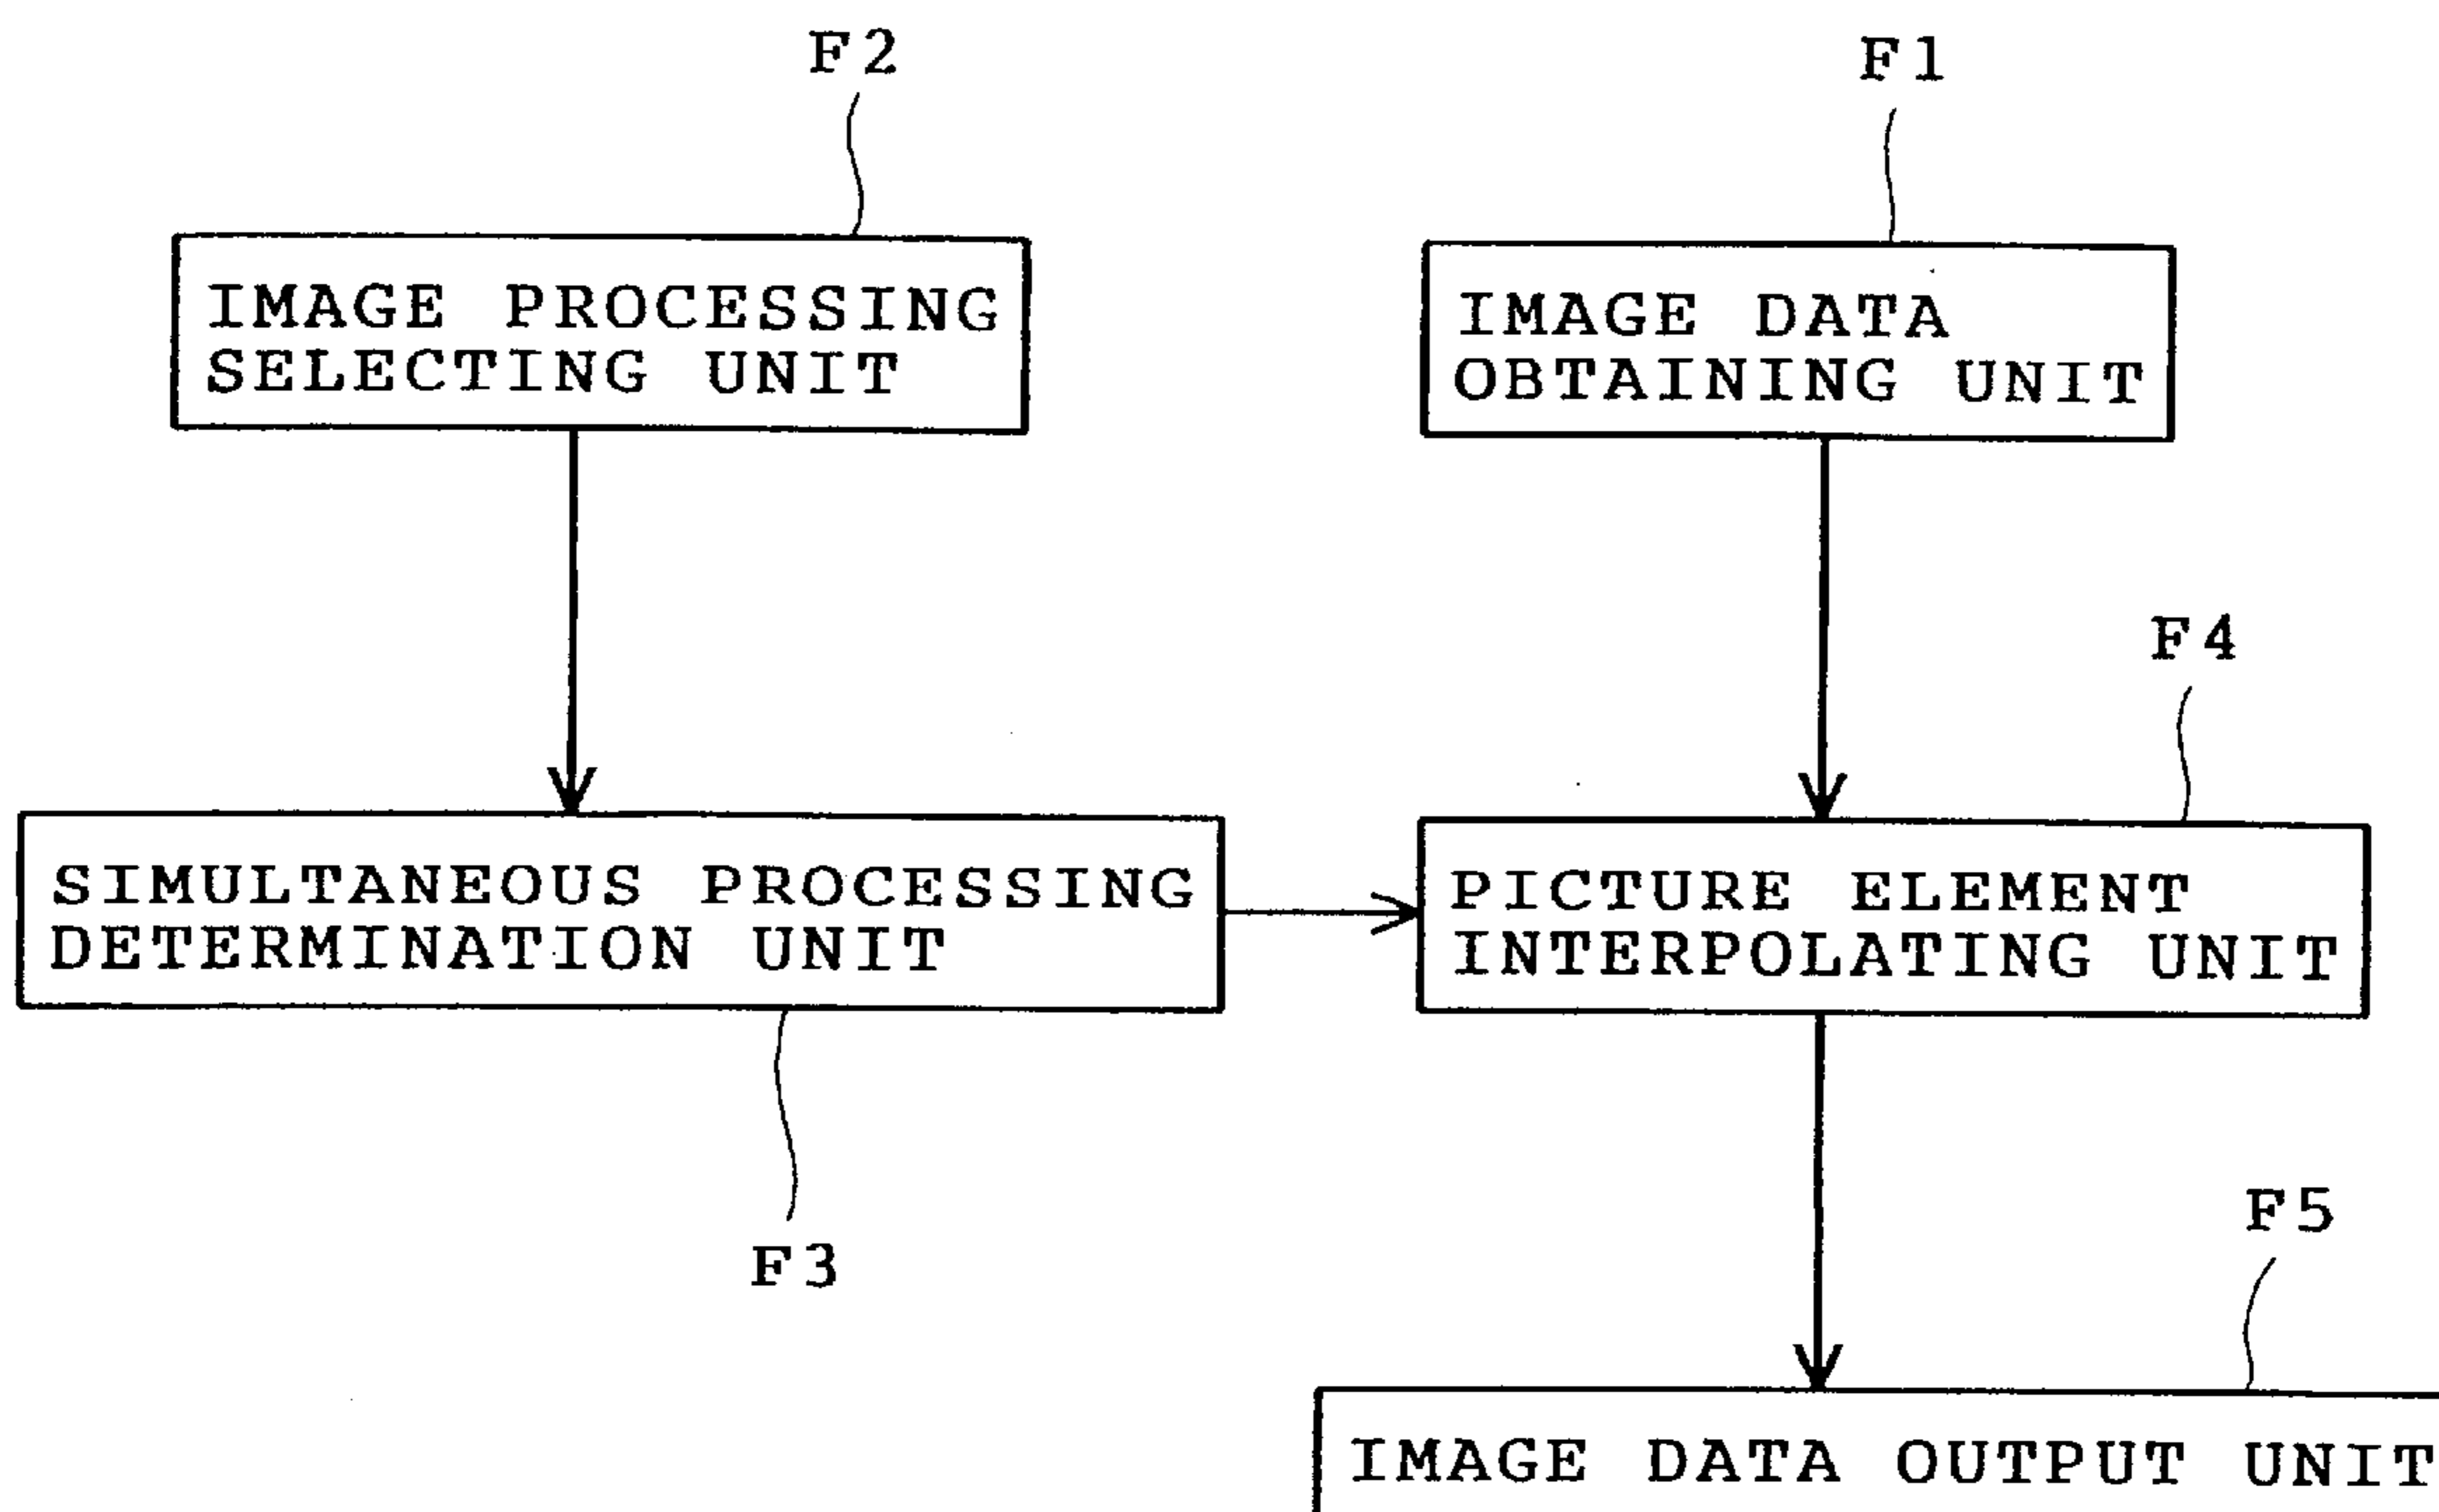 F2
F1
IMAGE PROCESSING
SELECTING UNIT
IMAGE DATA
OBTAINING UNIT
F4
SIMULTANEOUS PROCESSING
DETERMINATION UNIT
PICTURE ELEMENT
INTERPOLATING UNIT
F3
F5
IMAGE DATA OUTPUT UNIT